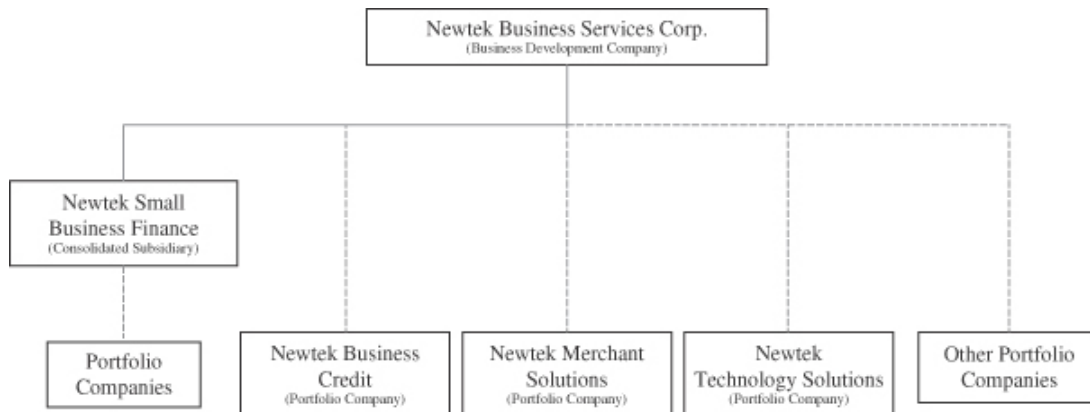 Newtek Business Services Corp.
(Business Development Company)
Newtek Small
Business Finance
(Consolidated Subsidiary)
Portfolio
Companies
Newtek Business
Credit
(Portfolio Company)
Newtek Merchant
Solutions
(Portfolio Company)
Newtek
Technology Solutions
(Portfolio Company)
Other Portfolio
Companies